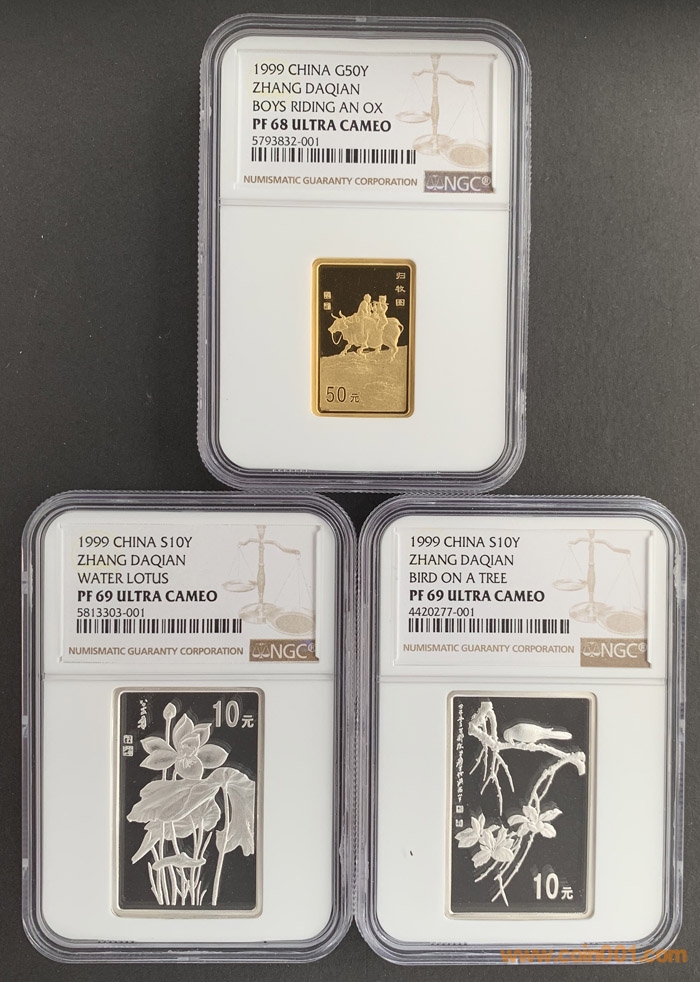 1999 CHINA G50Y
ZHANG DAQIAN
BOYS RIDING AN OX
PF 68 ULTRA CAMEO
5793832-001
NUMISMATIC GUARANTY CORPORATION
NGC®
归牧图
50元
1999 CHINA S10Y
ZHANG DAQIAN
WATER LOTUS
PF 69 ULTRA CAMEO
5813303-001
NUMISMATIC GUARANTY CORPORATION
NGC®
10元
1999 CHINA S10Y
ZHANG DAQIAN
BIRD ON A TREE
PF 69 ULTRA CAMEO
4420277-001
NUMISMATIC GUARANTY CORPORATION
NGC®
10元
www.coin001.com